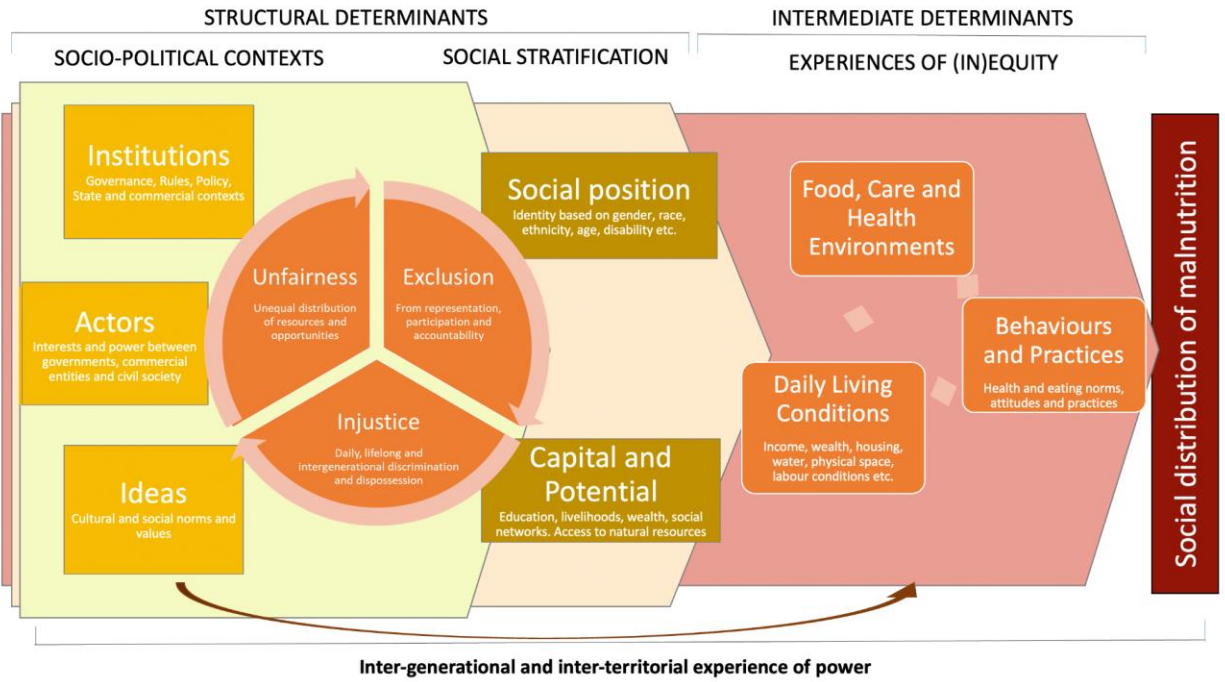 STRUCTURAL DETERMINANTS
INTERMEDIATE DETERMINANTS
SOCIO-POLITICAL CONTEXTS
SOCIAL STRATIFICATION
EXPERIENCES OF (IN)EQUITY
Institutions
Governance, Rules, Policy,
State and commercial contexts
Actors
Interests and power between
governments, commercial
entities and civil society
Ideas
Cultural and social norms and
values
Unfairness
Unequal distribution
of resources and
opportunities
Exclusion
From representation,
participation and
accountability
Injustice
Daily, lifelong and
intergenerational discrimination
and dispossession
Social position
Identity based on gender, race,
ethnicity, age, disability etc.
Capital and
Potential
Education, livelihoods, wealth, social
networks. Access to natural resources
Food, Care and
Health
Environments
Behaviours
and Practices
Health and eating norms,
attitudes and practices
Daily Living
Conditions
Income, wealth, housing,
water, physical space,
labour conditions etc.
Social distribution of malnutrition
Inter-generational and inter-territorial experience of power